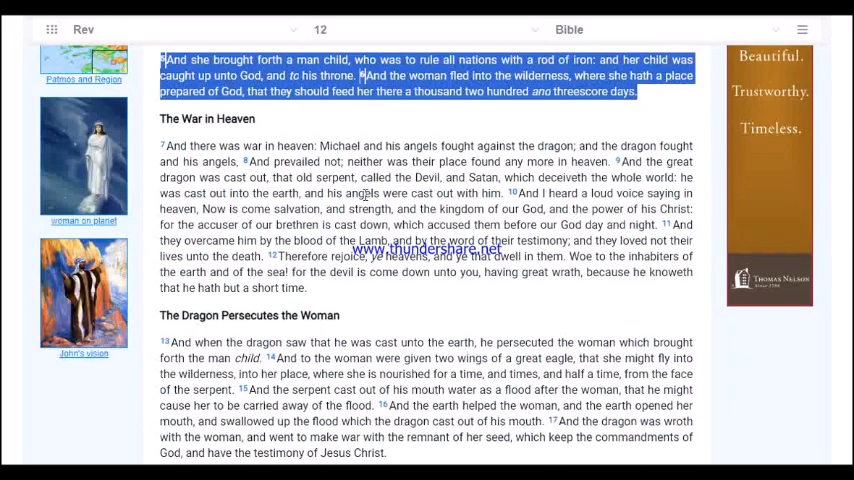 Rev
12
Bible
5And she brought forth a man child, who was to rule all nations with a rod of iron: and her child was
caught up unto God, and to his throne. 6And the woman fled into the wilderness, where she hath a place
prepared of God, that they should feed her there a thousand two hundred and threescore days.
The War in Heaven
7And there was war in heaven: Michael and his angels fought against the dragon; and the dragon fought
and his angels, 8And prevailed not; neither was their place found any more in heaven. 9And the great
dragon was cast out, that old serpent, called the Devil, and Satan, which deceiveth the whole world: he
was cast out into the earth, and his angels were cast out with him. 10And I heard a loud voice saying in
heaven, Now is come salvation, and strength, and the kingdom of our God, and the power of his Christ:
for the accuser of our brethren is cast down, which accused them before our God day and night. 11And
they overcame him by the blood of the Lamb, and by the word of their testimony; and they loved not their
www.thundershare.net
lives unto the death. 12Therefore rejoice, ye heavens, and ye that dwell in them. Woe to the inhabiters of
the earth and of the sea! for the devil is come down unto you, having great wrath, because he knoweth
that he hath but a short time.
The Dragon Persecutes the Woman
13And when the dragon saw that he was cast unto the earth, he persecuted the woman which brought
forth the man child. 14And to the woman were given two wings of a great eagle, that she might fly into
the wilderness, into her place, where she is nourished for a time, and times, and half a time, from the face
of the serpent. 15And the serpent cast out of his mouth water as a flood after the woman, that he might
cause her to be carried away of the flood. 16And the earth helped the woman, and the earth opened her
mouth, and swallowed up the flood which the dragon cast out of his mouth. 17And the dragon was wroth
with the woman, and went to make war with the remnant of her seed, which keep the commandments of
God, and have the testimony of Jesus Christ.
Patmos and Region
woman on planet
John's vision
Beautiful.
Trustworthy.
Timeless.
THOMAS NELSON
Since 1798